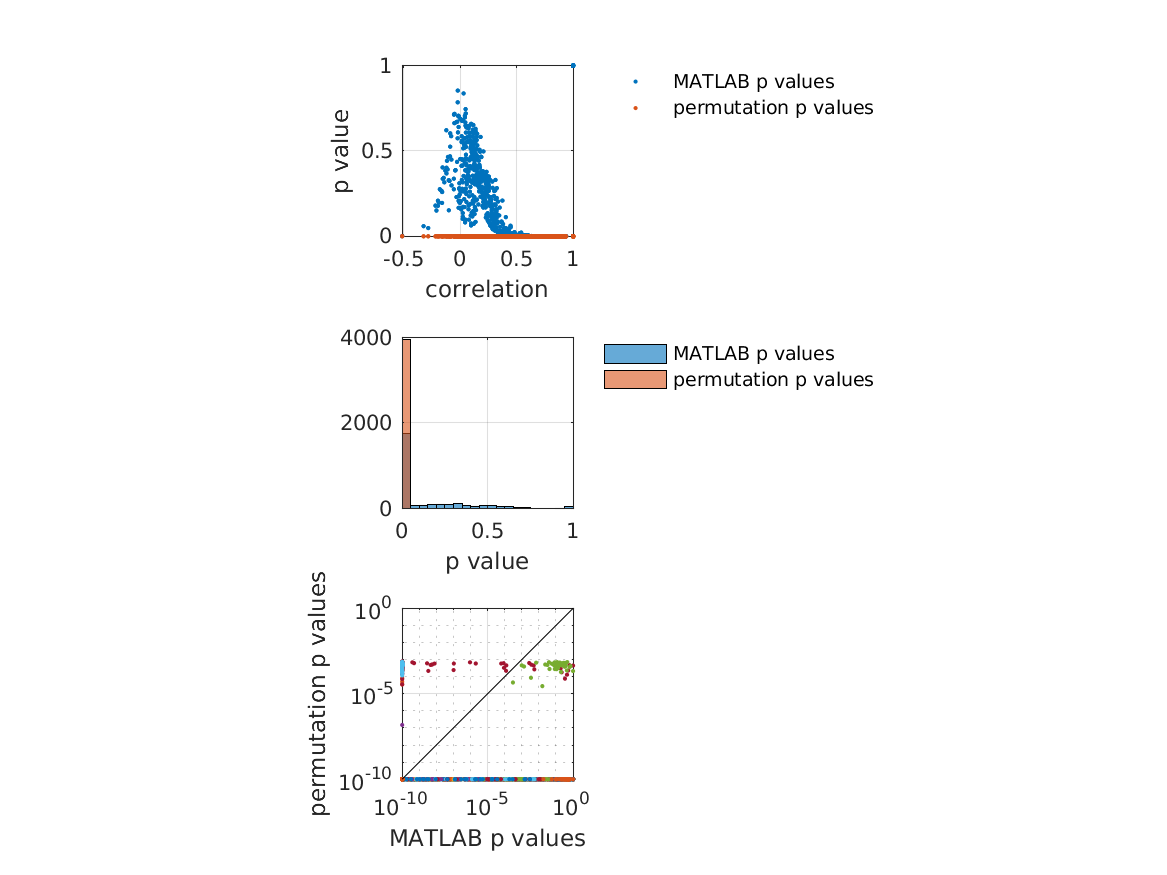 1
0.5
0
p value
-0.5 0 0.5 1
correlation
MATLAB p values
permutation p values
4000
2000
0
0 0.5 1
p value
MATLAB p values
permutation p values
10^0
10^-5
10^-10
permutation p values
10^-10 10^-5 10^0
MATLAB p values